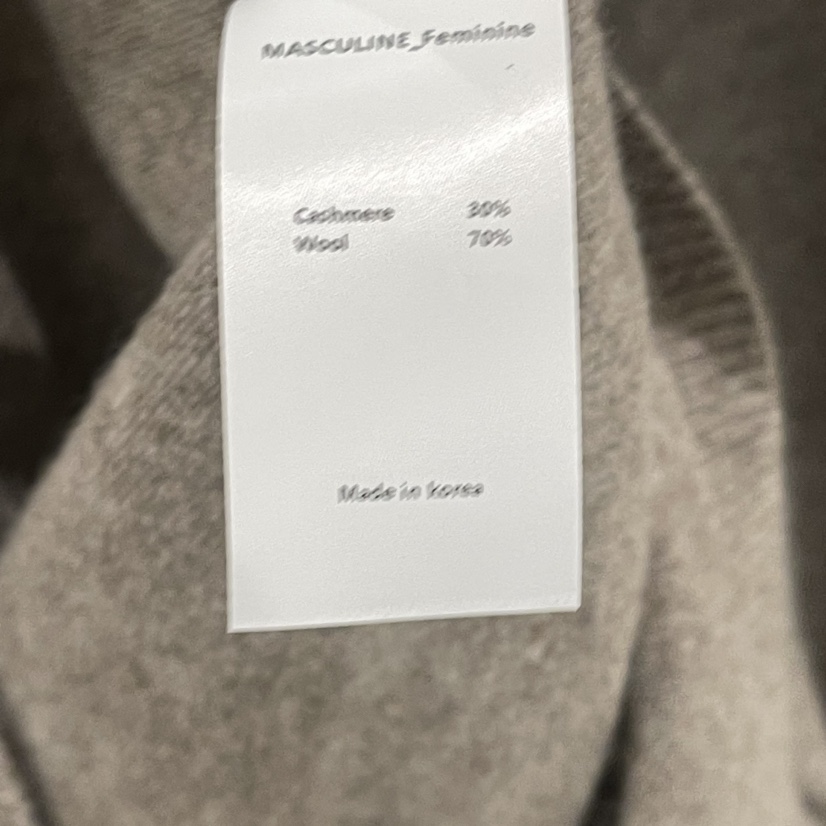 MASCULINE_Feminine
Cashmere 30%
Wool 70%
Made in korea